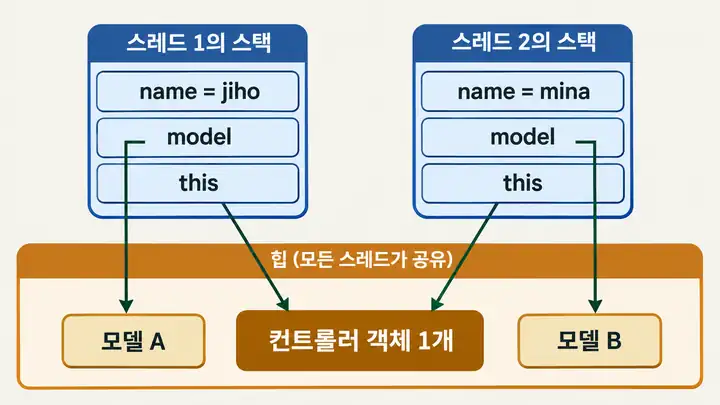 스레드 1의 스택
name = jiho
model
this
스레드 2의 스택
name = mina
model
this
힙 (모든 스레드가 공유)
모델 A
컨트롤러 객체 1개
모델 B